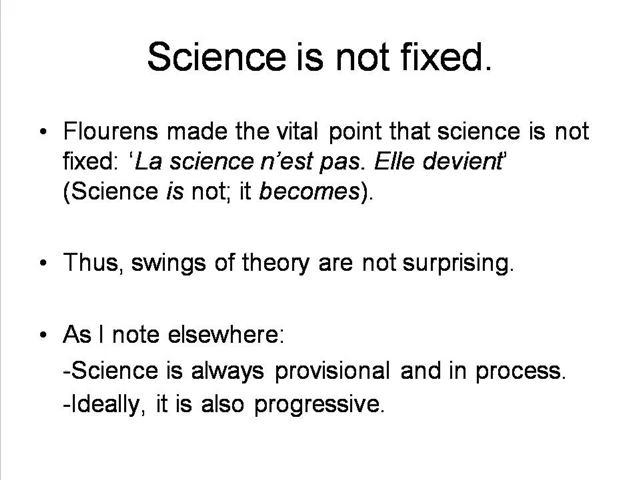 Science is not fixed.
• Flourens made the vital point that science is not
fixed: ‘La science n’est pas. Elle devient’
(Science is not; it becomes).
• Thus, swings of theory are not surprising.
• As I note elsewhere:
-Science is always provisional and in process.
-Ideally, it is also progressive.